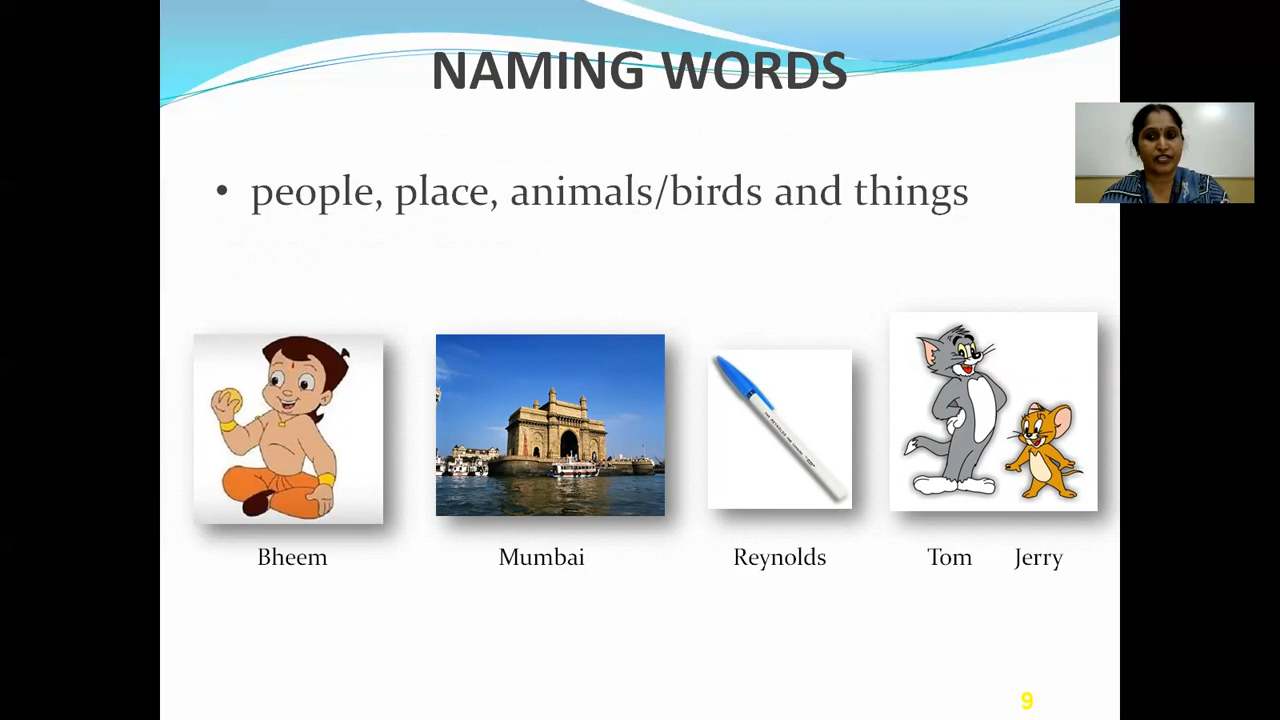 NAMING WORDS
• people, place, animals/birds and things
Bheem Mumbai Reynolds Tom Jerry
9